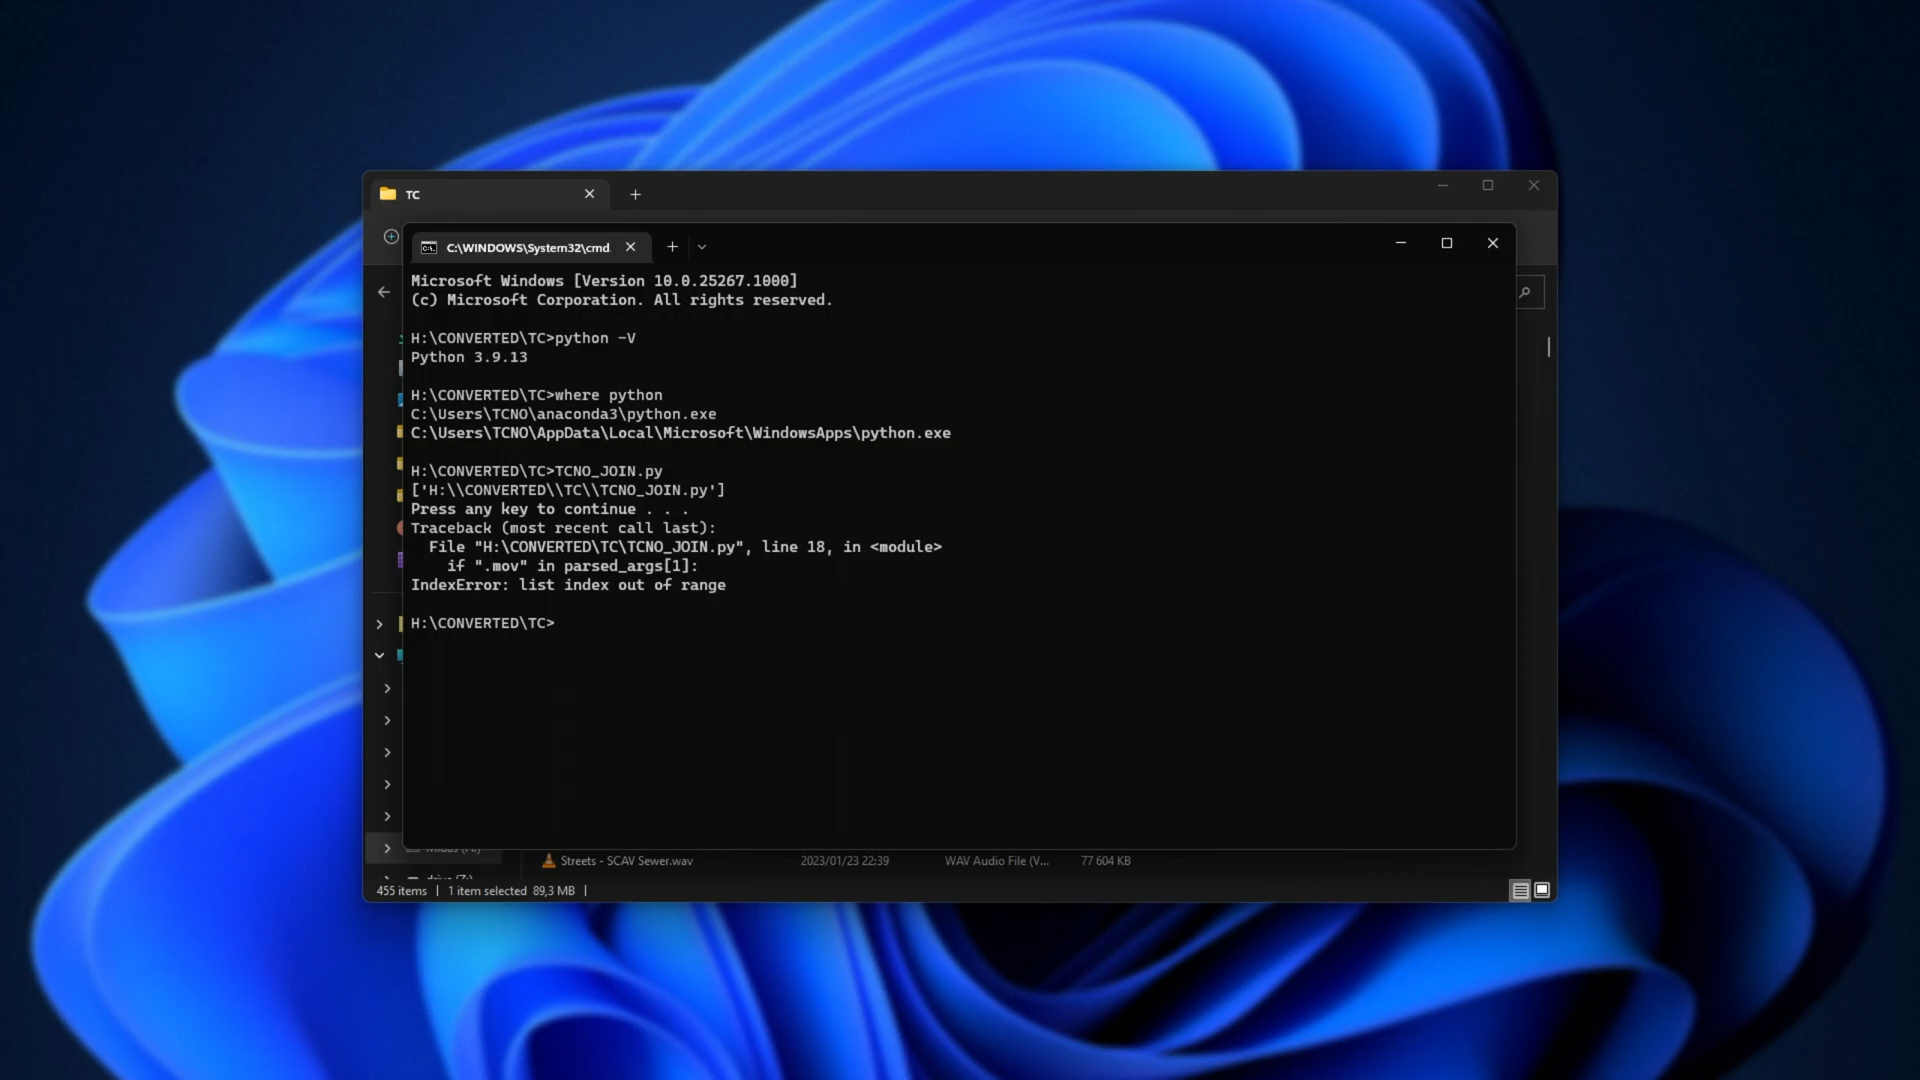 TC
C:\WINDOWS\System32\cmd.
Microsoft Windows [Version 10.0.25267.1000]
(c) Microsoft Corporation. All rights reserved.
H:\CONVERTED\TC>python -V
Python 3.9.13
H:\CONVERTED\TC>where python
C:\Users\TCNO\anaconda3\python.exe
C:\Users\TCNO\AppData\Local\Microsoft\WindowsApps\python.exe
H:\CONVERTED\TC>TCNO_JOIN.py
['H:\\CONVERTED\\TC\\TCNO_JOIN.py']
Press any key to continue . . .
Traceback (most recent call last):
File "H:\CONVERTED\TC\TCNO_JOIN.py", line 18, in <module>
if ".mov" in parsed_args[1]:
IndexError: list index out of range
H:\CONVERTED\TC>
Streets - SCAV Sewer.wav 2023/01/23 22:39 WAV Audio File (V... 77 604 KB
455 items | 1 item selected 89,3 MB |